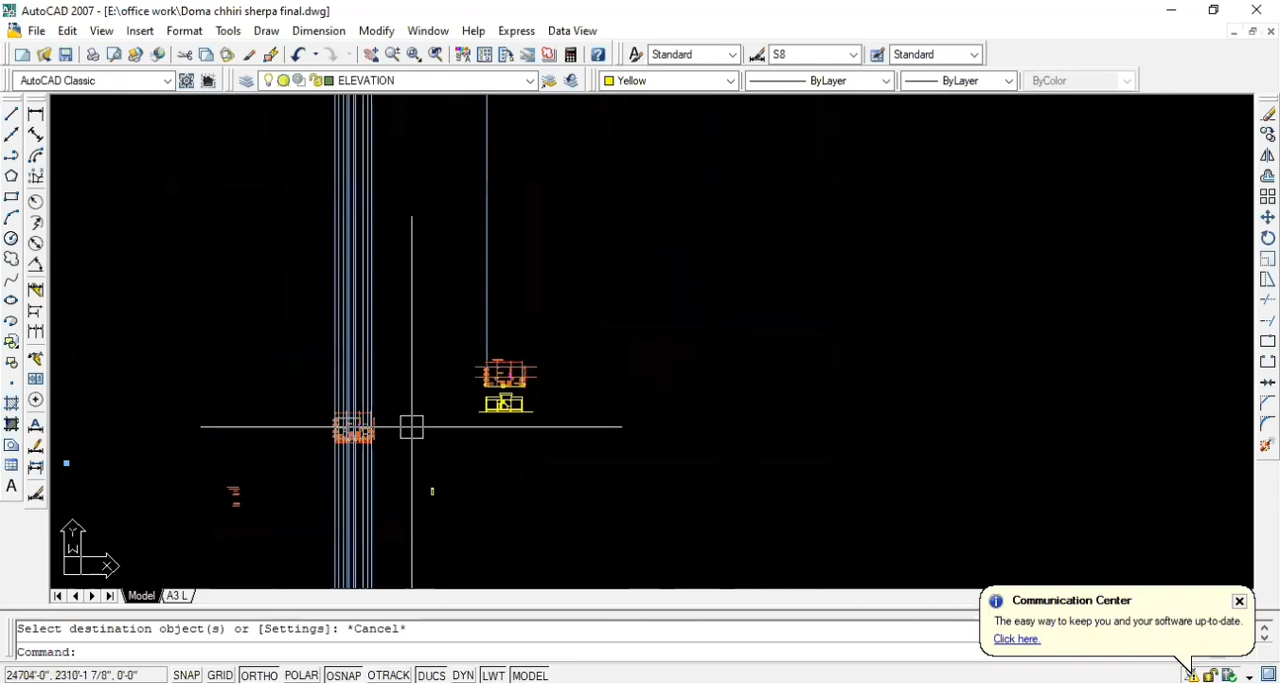 AutoCAD 2007 - [E:\office work\Doma chhiri sherpa final.dwg]
File Edit View Insert Format Tools Draw Dimension Modify Window Help Express Data View
Standard S8 Standard
AutoCAD Classic ELEVATION Yellow ByLayer ByLayer ByColor
A
Y
W
X
Model A3 L
Communication Center
The easy way to keep you and your software up-to-date.
Click here.
Select destination object(s) or [Settings]: *Cancel*
Command:
24704'-0", 2310'-1 7/8", 0'-0" SNAP GRID ORTHO POLAR OSNAP OTRACK DUCS DYN LWT MODEL